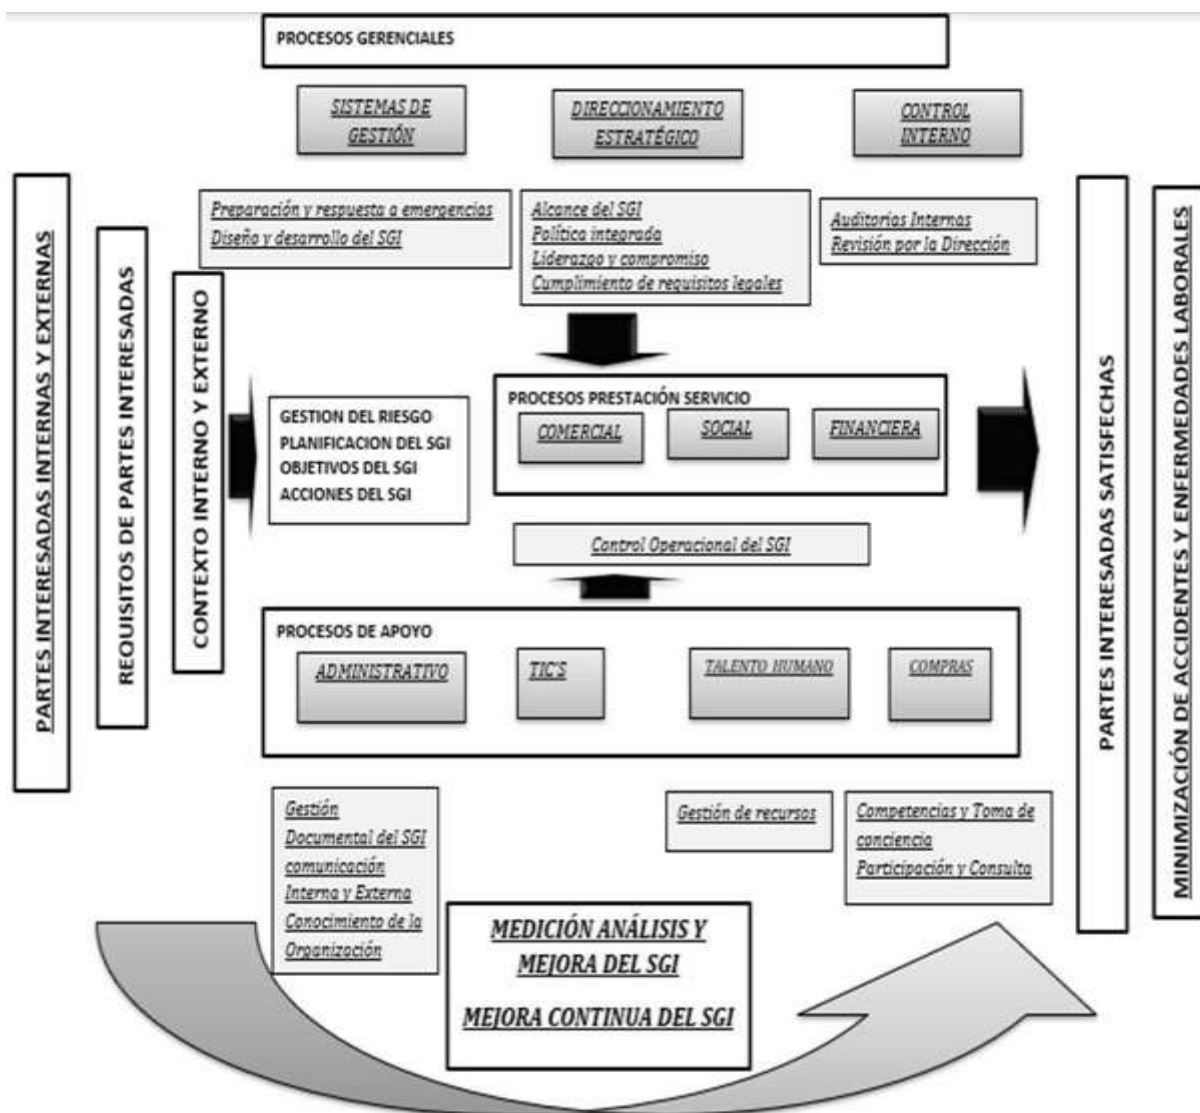 PROCESOS GERENCIALES
SISTEMAS DE
GESTIÓN
DIRECCIONAMIENTO
ESTRATÉGICO
CONTROL
INTERNO
PARTES INTERESADAS INTERNAS Y EXTERNAS
REQUISITOS DE PARTES INTERESADAS
CONTEXTO INTERNO Y EXTERNO
Preparación y respuesta a emergencias
Diseño y desarrollo del SGI
Alcance del SGI
Política integrada
Liderazgo y compromiso
Cumplimiento de requisitos legales
Auditorías Internas
Revisión por la Dirección
GESTION DEL RIESGO
PLANIFICACION DEL SGI
OBJETIVOS DEL SGI
ACCIONES DEL SGI
PROCESOS PRESTACIÓN SERVICIO
COMERCIAL
SOCIAL
FINANCIERA
Control Operacional del SGI
PROCESOS DE APOYO
ADMINISTRATIVO
TIC'S
TALENTO HUMANO
COMPRAS
Gestión
Documental del SGI
comunicación
Interna y Externa
Conocimiento de la
Organización
Gestión de recursos
Competencias y Toma de
conciencia
Participación y Consulta
MEDICIÓN ANÁLISIS Y
MEJORA DEL SGI
MEJORA CONTINUA DEL SGI
PARTES INTERESADAS SATISFECHAS
MINIMIZACIÓN DE ACCIDENTES Y ENFERMEDADES LABORALES